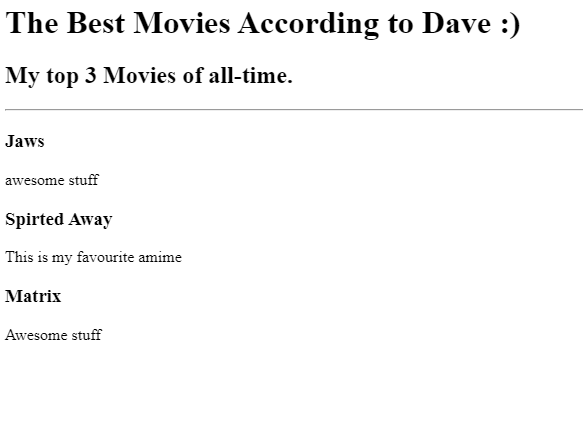 The Best Movies According to Dave :)
My top 3 Movies of all-time.
Jaws
awesome stuff
Spirted Away
This is my favourite amime
Matrix
Awesome stuff